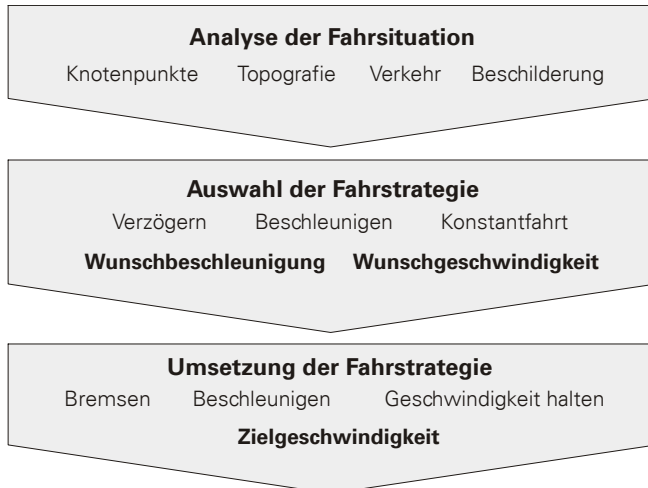 Analyse der Fahrsituation
Knotenpunkte Topografie Verkehr Beschilderung
Auswahl der Fahrstrategie
Verzögern Beschleunigen Konstantfahrt
Wunschbeschleunigung Wunschgeschwindigkeit
Umsetzung der Fahrstrategie
Bremsen Beschleunigen Geschwindigkeit halten
Zielgeschwindigkeit